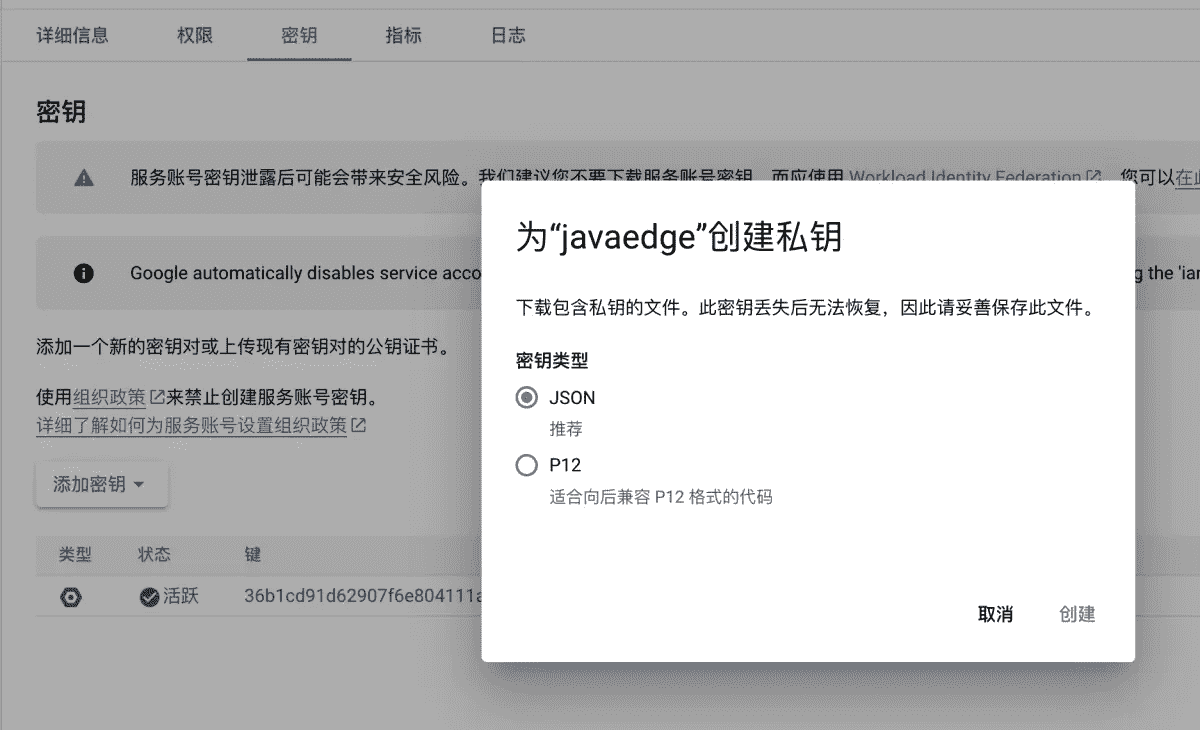 详细信息 权限 密钥 指标 日志
密钥
服务账号密钥泄露后可能会带来安全风险。我们建议您不要下载服务账号密钥，而应使用 Workload Identity Federation 您可以在此
Google automatically disables service acco
g the 'iam
为“javaedge”创建私钥
下载包含私钥的文件。此密钥丢失后无法恢复，因此请妥善保存此文件。
添加一个新的密钥对或上传现有密钥对的公钥证书。
密钥类型
使用组织政策来禁止创建服务账号密钥。
JSON
详细了解如何为服务账号设置组织政策
推荐
P12
添加密钥
适合向后兼容 P12 格式的代码
类型 状态 键
活跃 36b1cd91d62907f6e804111a
取消 创建